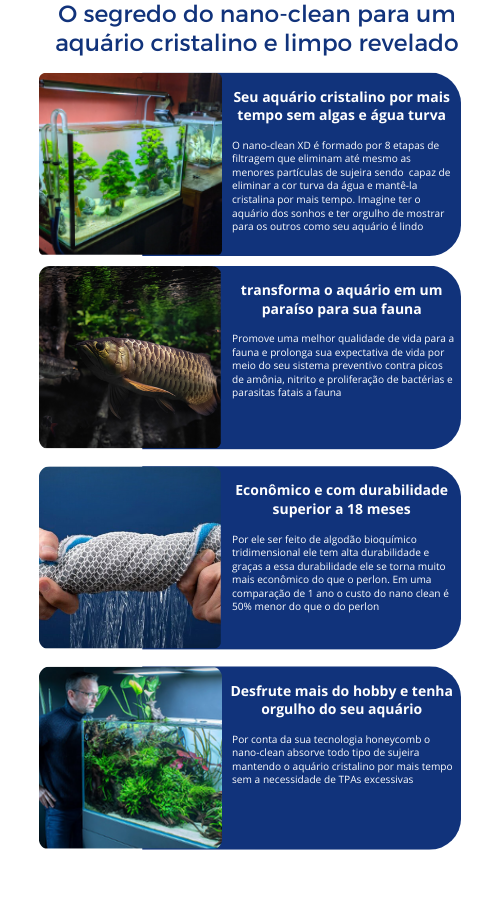 O segredo do nano-clean para um
aquário cristalino e limpo revelado
Seu aquário cristalino por mais
tempo sem algas e água turva
O nano-clean XD é formado por 8 etapas de
filtragem que eliminam até mesmo as
menores partículas de sujeira sendo capaz de
eliminar a cor turva da água e mantê-la
cristalina por mais tempo. Imagine ter o
aquário dos sonhos e ter orgulho de mostrar
para os outros como seu aquário é lindo
transforma o aquário em um
paraíso para sua fauna
Promove uma melhor qualidade de vida para a
fauna e prolonga sua expectativa de vida por
meio do seu sistema preventivo contra picos
de amônia, nitrito e proliferação de bactérias e
parasitas fatais a fauna
Econômico e com durabilidade
superior a 18 meses
Por ele ser feito de algodão bioquímico
tridimensional ele tem alta durabilidade e
graças a essa durabilidade ele se torna muito
mais econômico do que o perlon. Em uma
comparação de 1 ano o custo do nano clean é
50% menor do que o do perlon
Desfrute mais do hobby e tenha
orgulho do seu aquário
Por conta da sua tecnologia honeycomb o
nano-clean absorve todo tipo de sujeira
mantendo o aquário cristalino por mais tempo
sem a necessidade de TPAs excessivas